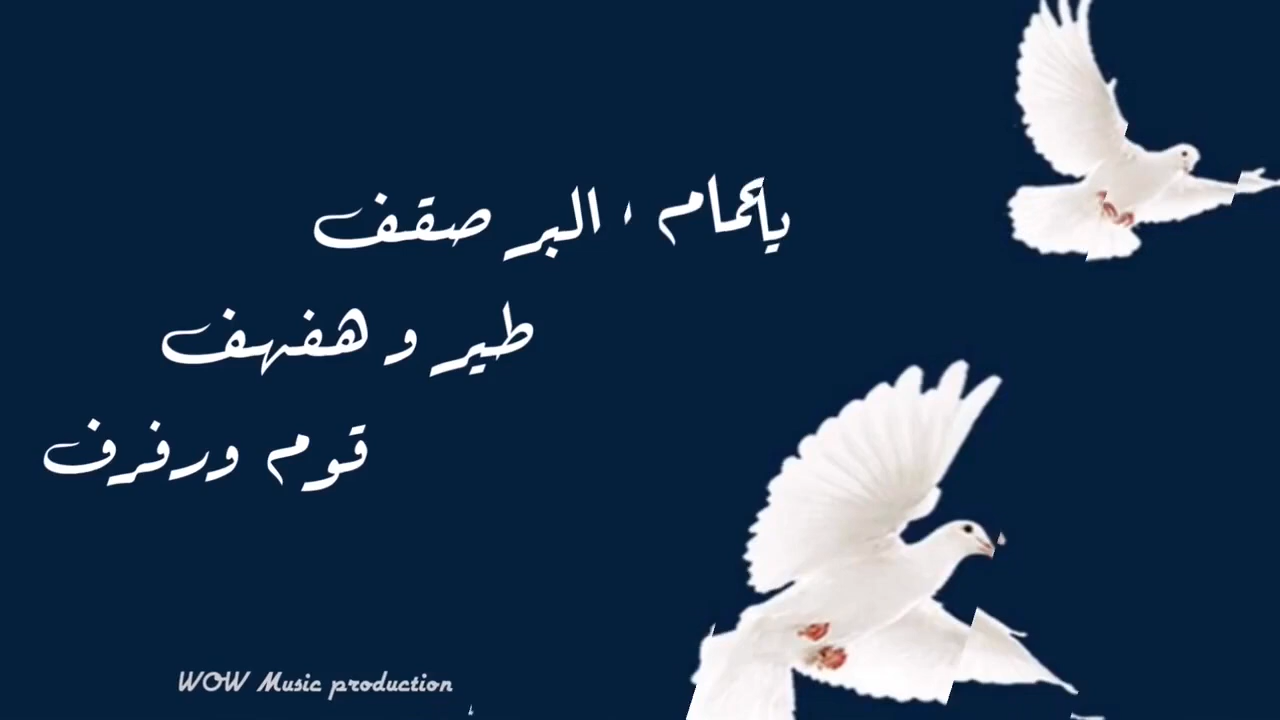 ياحمام ، البر صقف
طير و هفهف
قوم ورفرف
WOW Music production